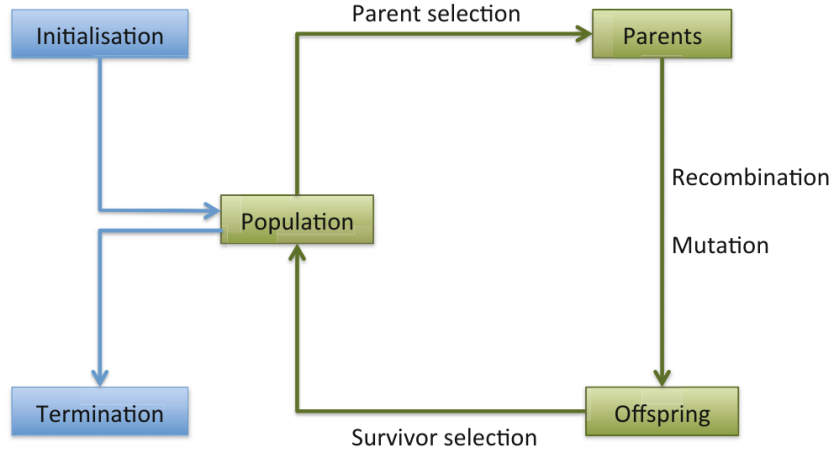 Parent selection
Initialisation
Parents
Recombination
Population
Mutation
Termination
Offspring
Survivor selection